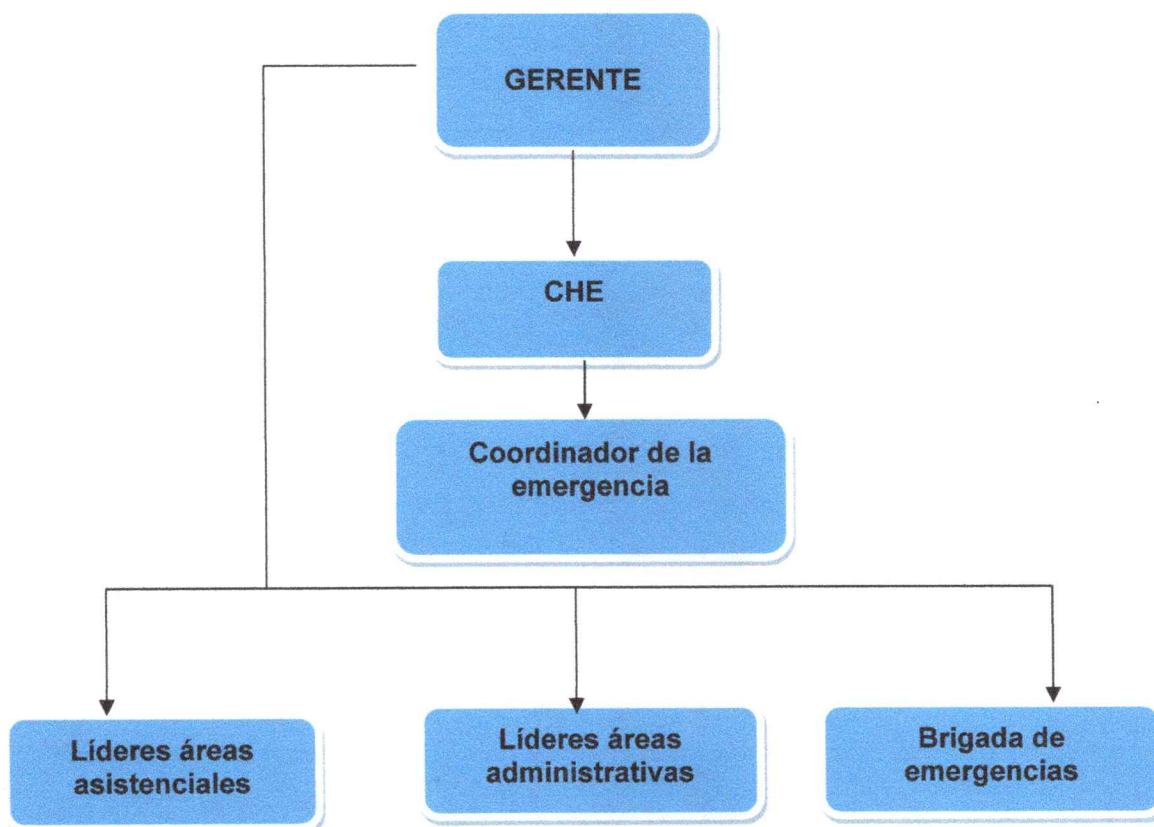 GERENTE
CHE
Coordinador de la
emergencia
Líderes áreas
asistenciales
Líderes áreas
administrativas
Brigada de
emergencias